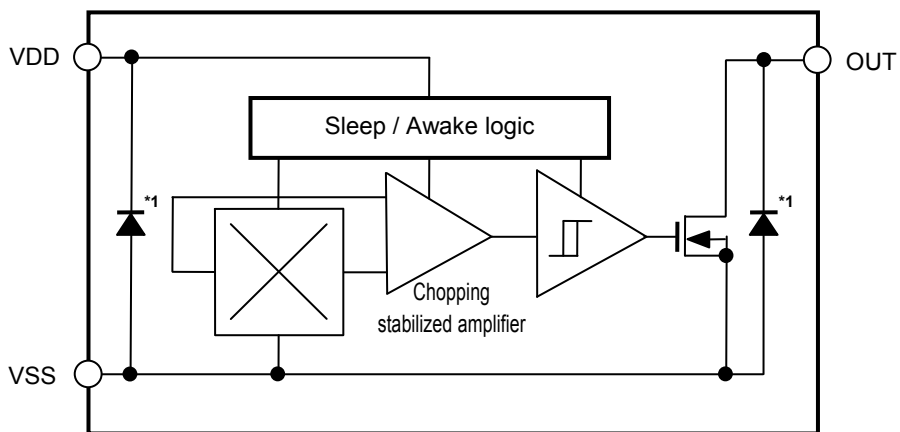 VDD
OUT
Sleep / Awake logic
*1
*1
Chopping
stabilized amplifier
VSS